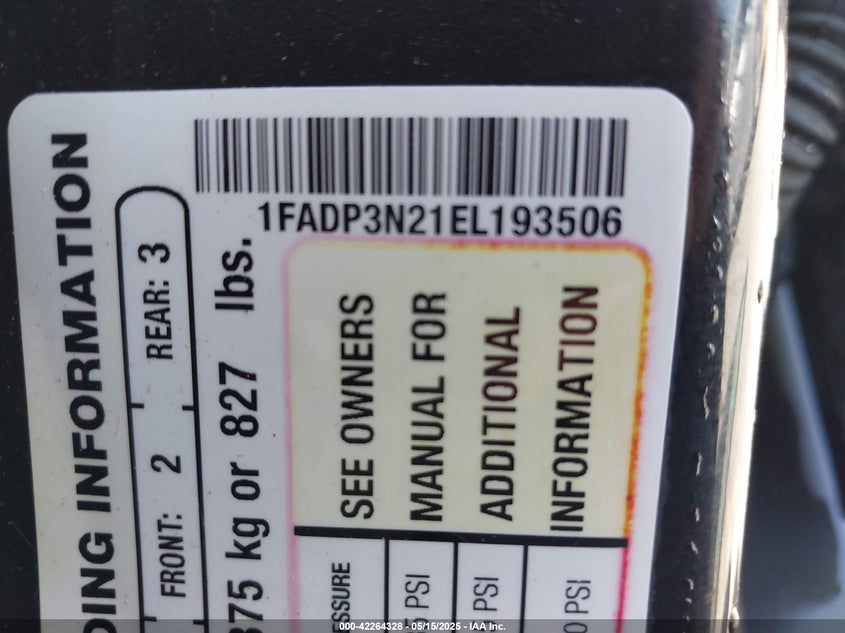 1FADP3N21EL193506
DING INFORMATION
FRONT: 2 REAR: 3
375 kg or 827 lbs.
SEE OWNERS
MANUAL FOR
ADDITIONAL
INFORMATION
PSI
PSI
PSI
000-42264328 - 05/15/2025 - IAA Inc.